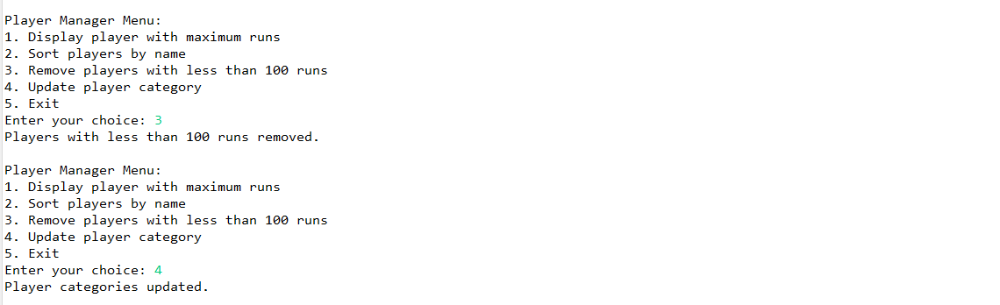 Player Manager Menu:
1. Display player with maximum runs
2. Sort players by name
3. Remove players with less than 100 runs
4. Update player category
5. Exit
Enter your choice: 3
Players with less than 100 runs removed.
Player Manager Menu:
1. Display player with maximum runs
2. Sort players by name
3. Remove players with less than 100 runs
4. Update player category
5. Exit
Enter your choice: 4
Player categories updated.